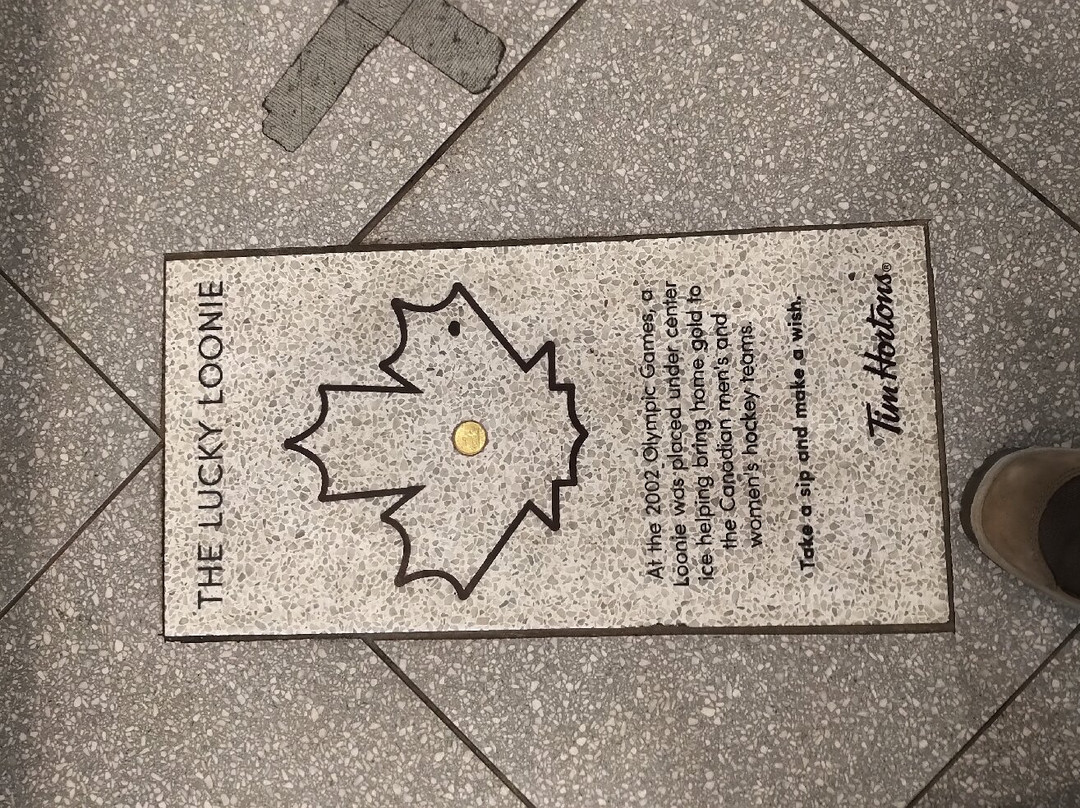 THE LUCKY LOONIE
At the 2002 Olympic Games, a
Loonie was placed under center
ice helping bring home gold to
the Canadian men's and
women's hockey teams.
Take a sip and make a wish.
Tim Hortons®